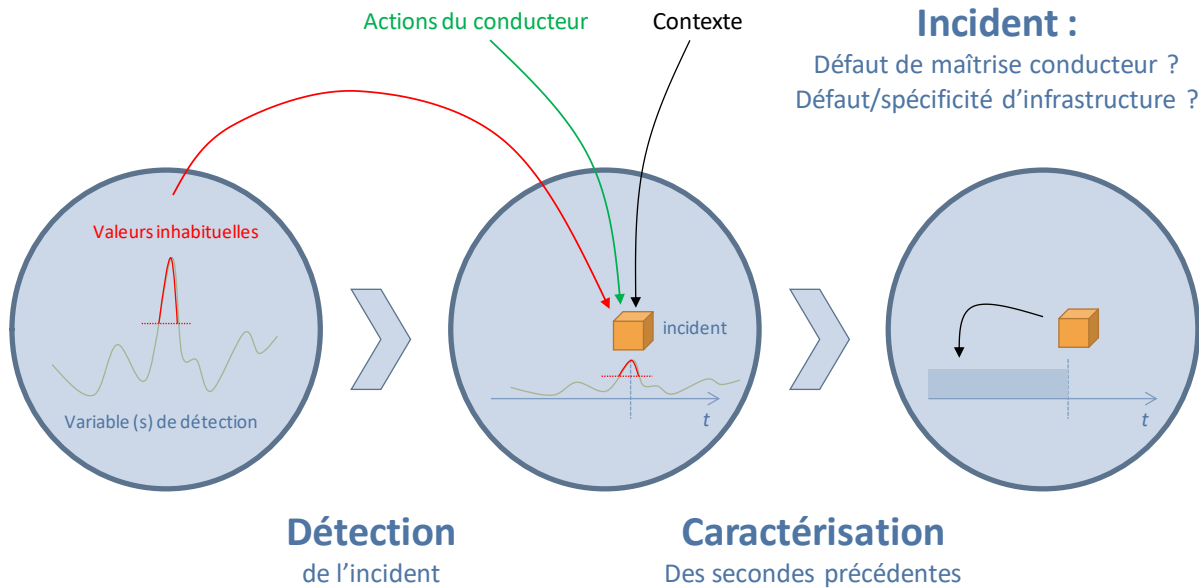 Actions du conducteur
Contexte
Incident :
Défaut de maîtrise conducteur ?
Défaut/spécificité d’infrastructure ?
Valeurs inhabituelles
Variable (s) de détection
incident
t
t
Détection
de l’incident
Caractérisation
Des secondes précédentes